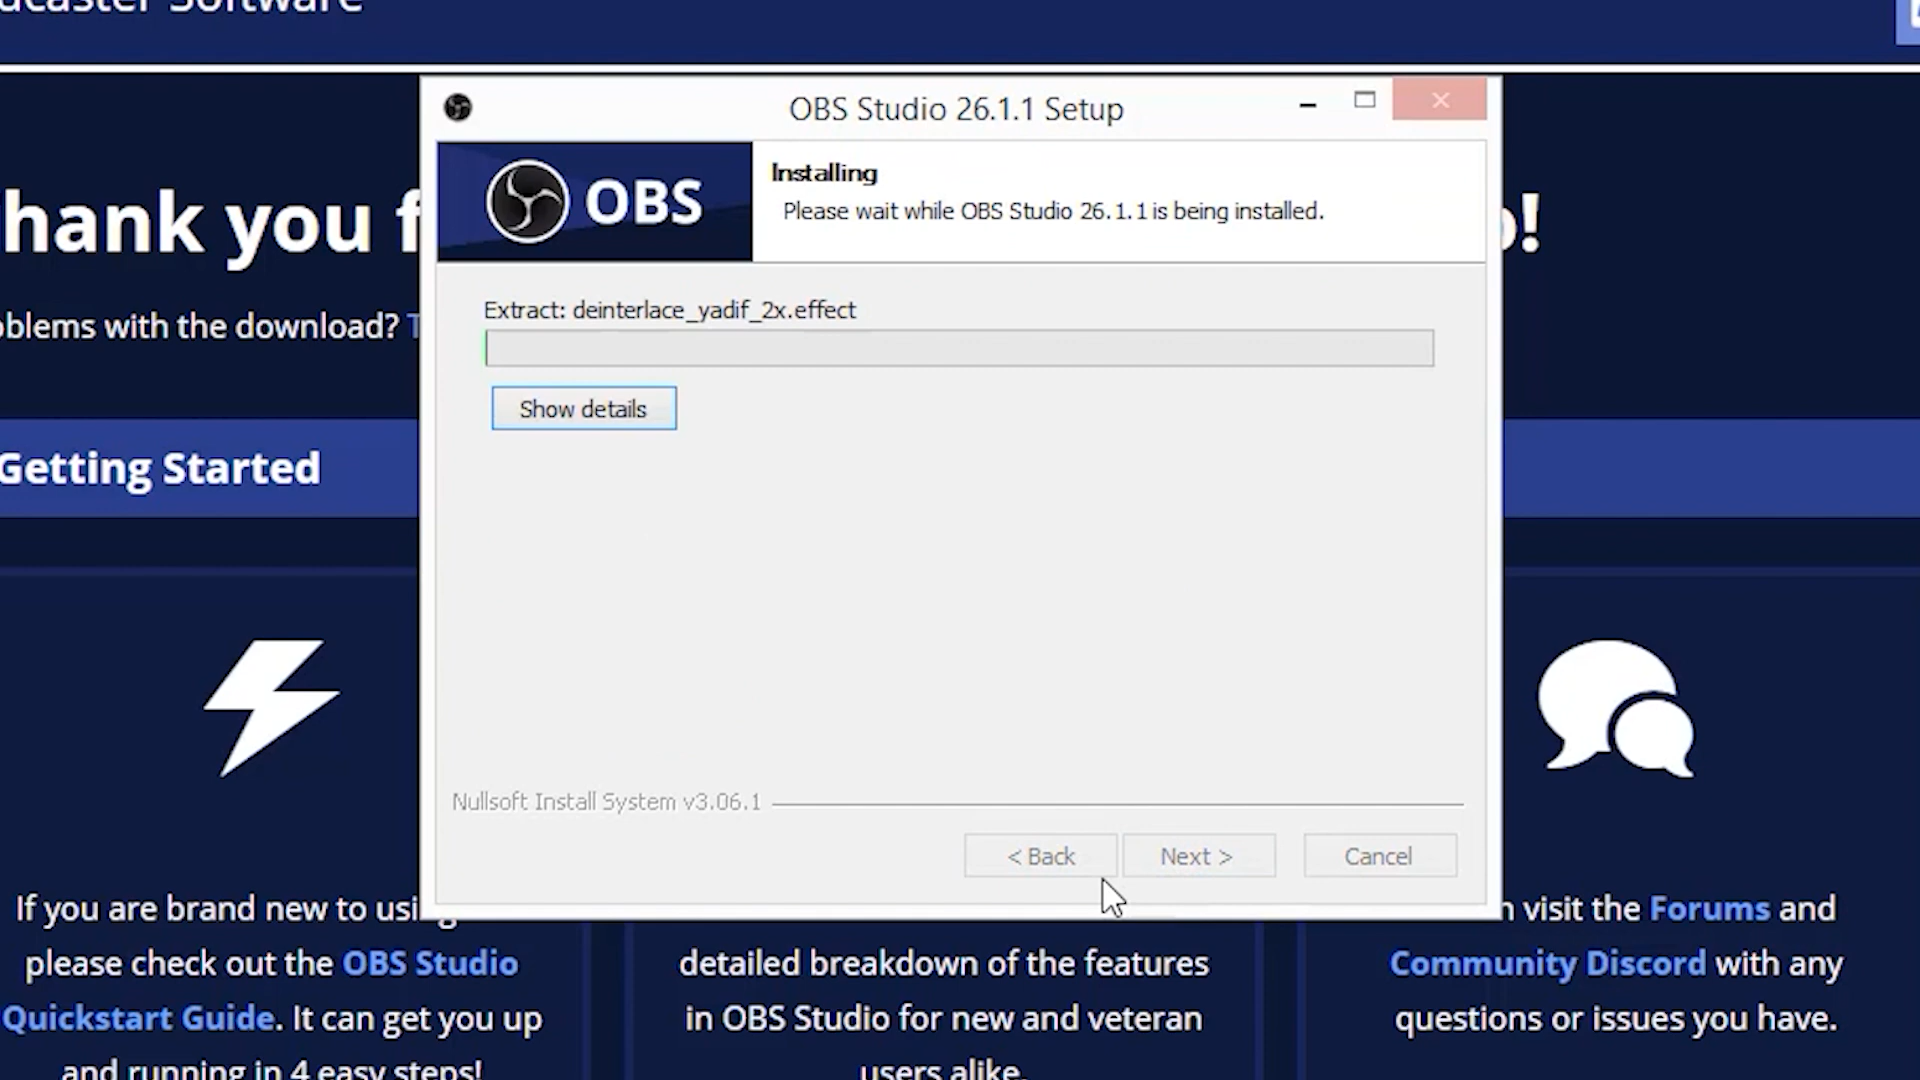 dcaster Software
OBS Studio 26.1.1 Setup
OBS
Installing
Please wait while OBS Studio 26.1.1 is being installed.
hank you f
o!
oblems with the download? T
Extract: deinterlace_yadif_2x.effect
Show details
Getting Started
Nullsoft Install System v3.06.1
< Back
Next >
Cancel
If you are brand new to using
please check out the OBS Studio
Quickstart Guide. It can get you up
and running in 4 easy steps!
detailed breakdown of the features
in OBS Studio for new and veteran
users alike.
n visit the Forums and
Community Discord with any
questions or issues you have.